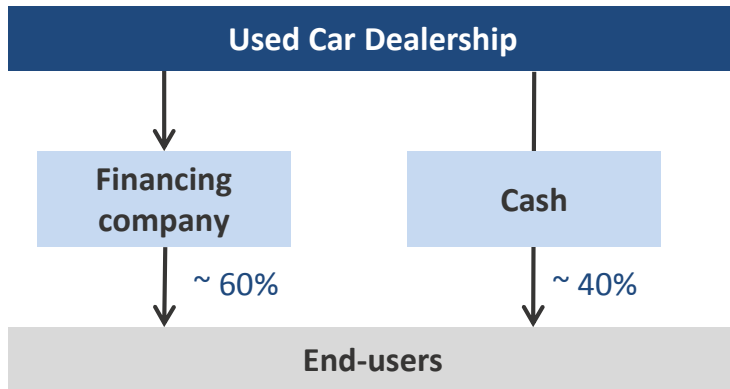 Used Car Dealership
Financing
company
Cash
~ 60%
~ 40%
End-users